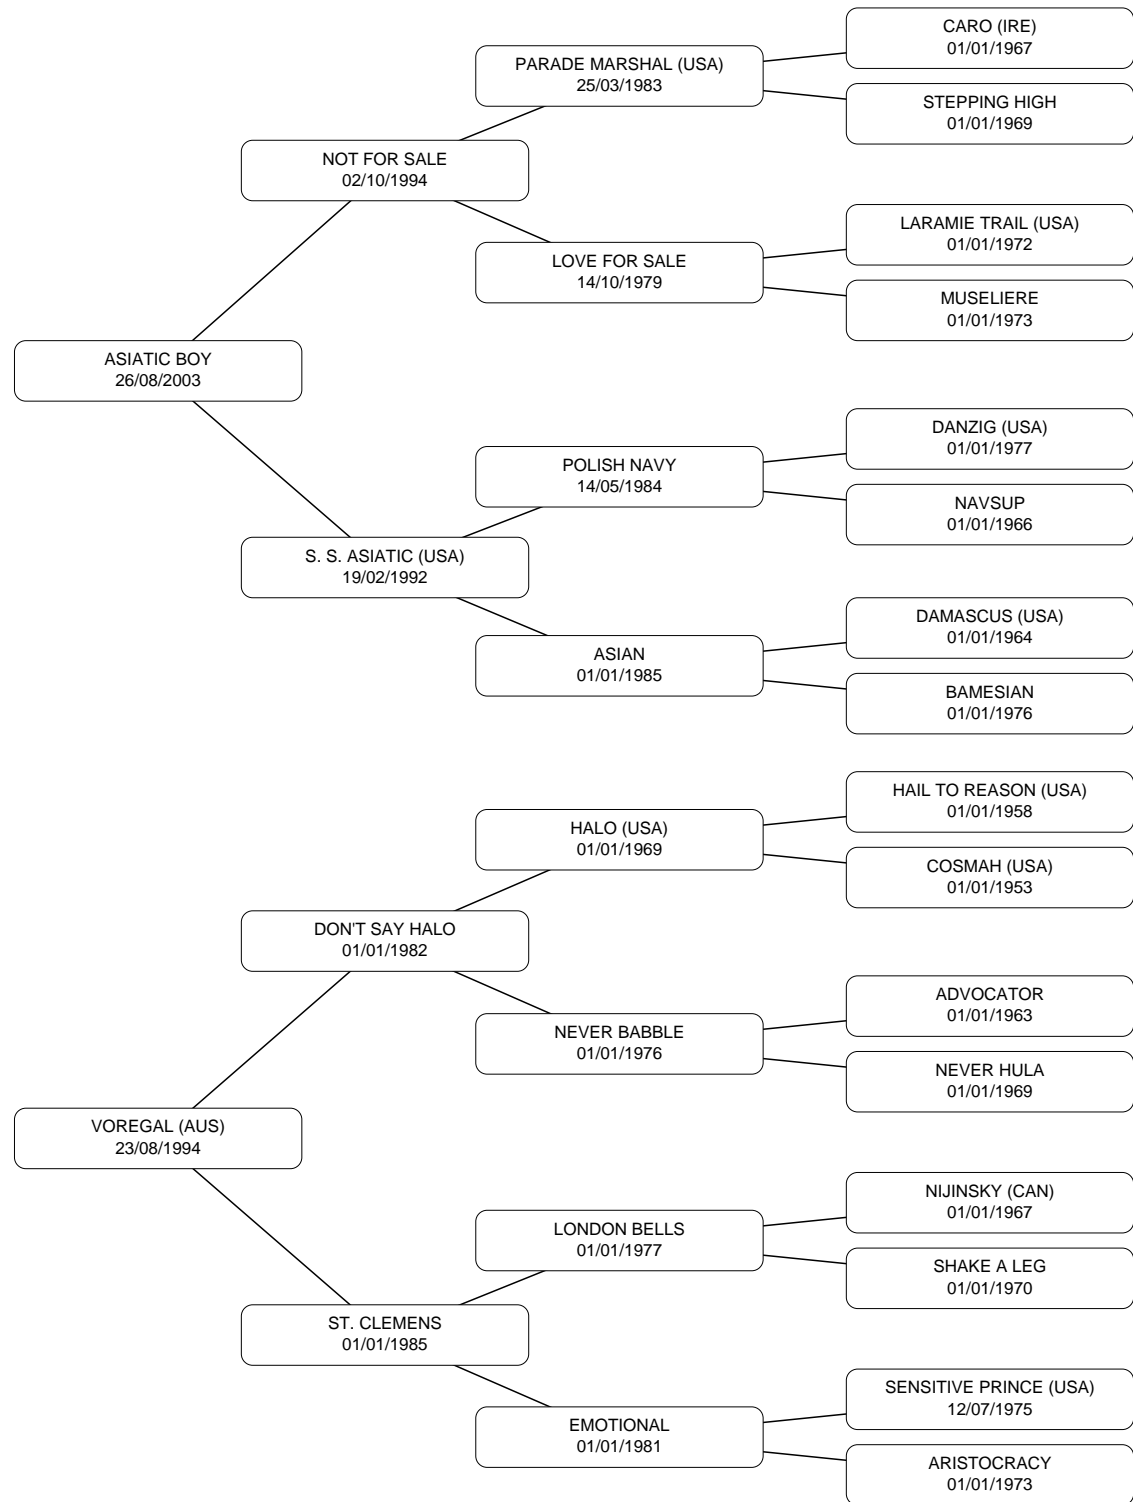 CARO (IRE)
01/01/1967
PARADE MARSHAL (USA)
25/03/1983
STEPPING HIGH
01/01/1969
NOT FOR SALE
02/10/1994
LARAMIE TRAIL (USA)
01/01/1972
LOVE FOR SALE
14/10/1979
MUSELIERE
01/01/1973
ASIATIC BOY
26/08/2003
DANZIG (USA)
01/01/1977
POLISH NAVY
14/05/1984
NAVSUP
01/01/1966
S. S. ASIATIC (USA)
19/02/1992
DAMASCUS (USA)
01/01/1964
ASIAN
01/01/1985
BAMESIAN
01/01/1976
HAIL TO REASON (USA)
01/01/1958
HALO (USA)
01/01/1969
COSMAH (USA)
01/01/1953
DON'T SAY HALO
01/01/1982
ADVOCATOR
01/01/1963
NEVER BABBLE
01/01/1976
NEVER HULA
01/01/1969
VOREGAL (AUS)
23/08/1994
NIJINSKY (CAN)
01/01/1967
LONDON BELLS
01/01/1977
SHAKE A LEG
01/01/1970
ST. CLEMENS
01/01/1985
SENSITIVE PRINCE (USA)
12/07/1975
EMOTIONAL
01/01/1981
ARISTOCRACY
01/01/1973